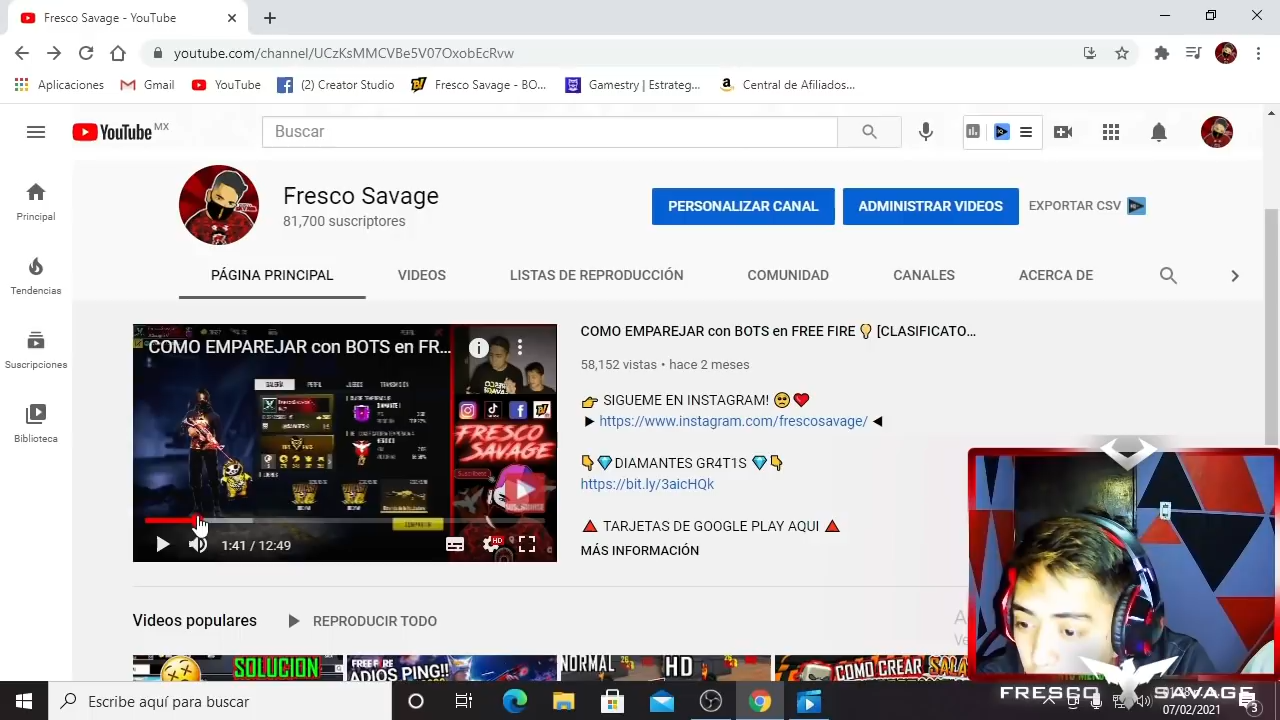 Fresco Savage - YouTube
youtube.com/channel/UCzKsMMCVBe5V07OxobEcRvw
Aplicaciones
Gmail
YouTube
(2) Creator Studio
Fresco Savage - BO...
Gamestry | Estrateg...
Central de Afiliados...
YouTube MX
Buscar
Principal
Tendencias
Suscripciones
Biblioteca
Fresco Savage
81,700 suscriptores
PERSONALIZAR CANAL
ADMINISTRAR VIDEOS
EXPORTAR CSV
PÁGINA PRINCIPAL
VIDEOS
LISTAS DE REPRODUCCIÓN
COMUNIDAD
CANALES
ACERCA DE
COMO EMPAREJAR con BOTS en FR...
FRESCO
SAVAGE
1:41 / 12:49
HD
COMO EMPAREJAR con BOTS en FREE FIRE 💡 [CLASIFICATO...
58,152 vistas • hace 2 meses
👉 SIGUEME EN INSTAGRAM! 🥺❤
► https://www.instagram.com/frescosavage/ ◄
👇💎DIAMANTES GR4T1S 💎👇
https://bit.ly/3aicHQk
🔺 TARJETAS DE GOOGLE PLAY AQUI 🔺
MÁS INFORMACIÓN
Videos populares
REPRODUCIR TODO
SOLUCION
FREE FIRE
ADIOS PING!!
NORMAL
HD
COMO CREAR SALA
FRESCO SAVAGE
Escribe aquí para buscar
07/02/2021
3